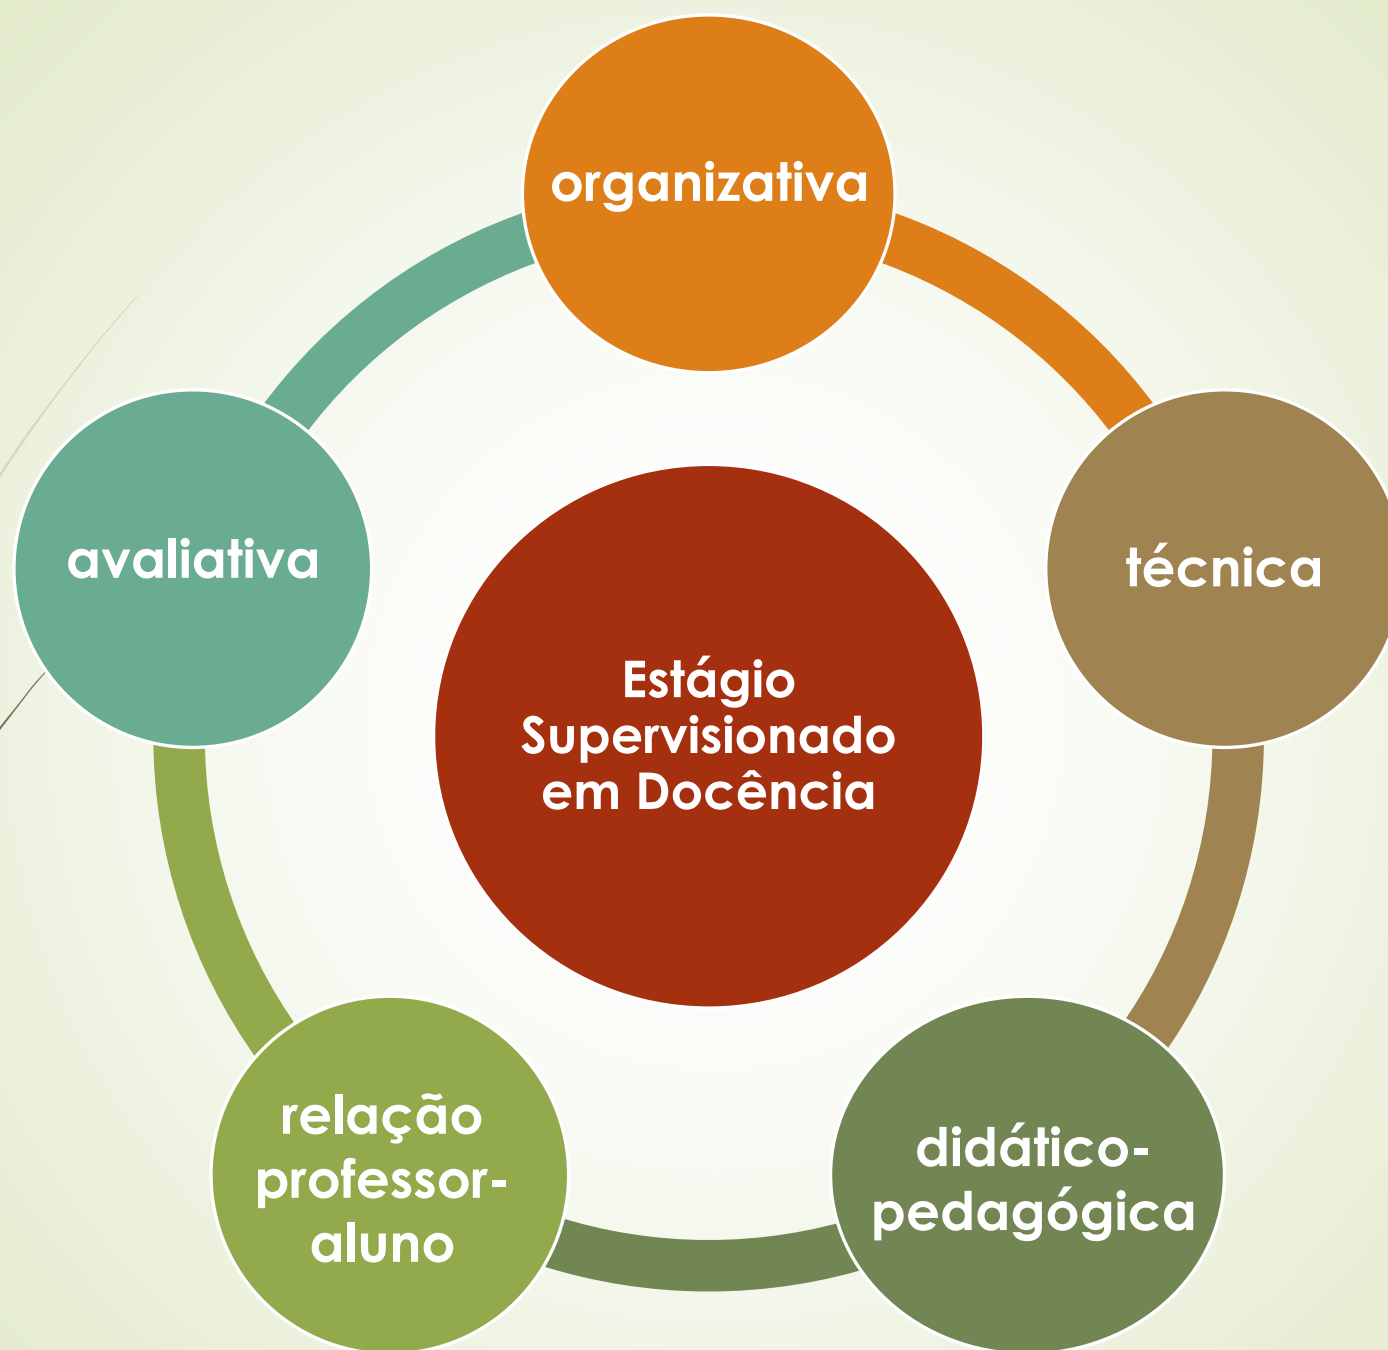 organizativa
técnica
didático-
pedagógica
relação
professor-
aluno
avaliativa
Estágio
Supervisionado
em Docência